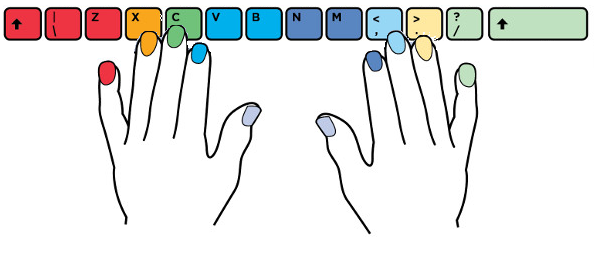 | \ Z X C V B N M < , > . ? /